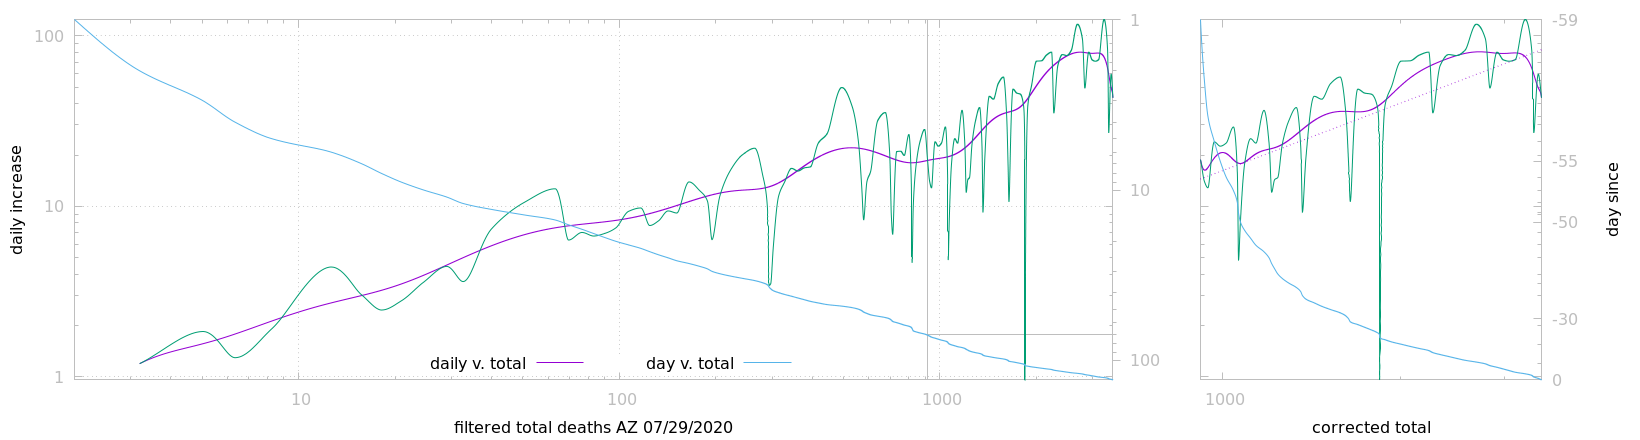 100
10
1
daily increase
daily v. total
day v. total
10
100
1000
filtered total deaths AZ 07/29/2020
1
10
100
1000
corrected total
-59
-55
-50
-30
0
day since